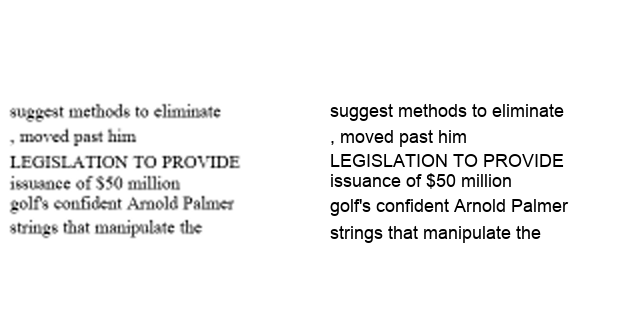 suggest methods to eliminate
, moved past him
LEGISLATION TO PROVIDE
issuance of $50 million
golf's confident Arnold Palmer
strings that manipulate the
suggest methods to eliminate
, moved past him
LEGISLATION TO PROVIDE
issuance of $50 million
golf's confident Arnold Palmer
strings that manipulate the